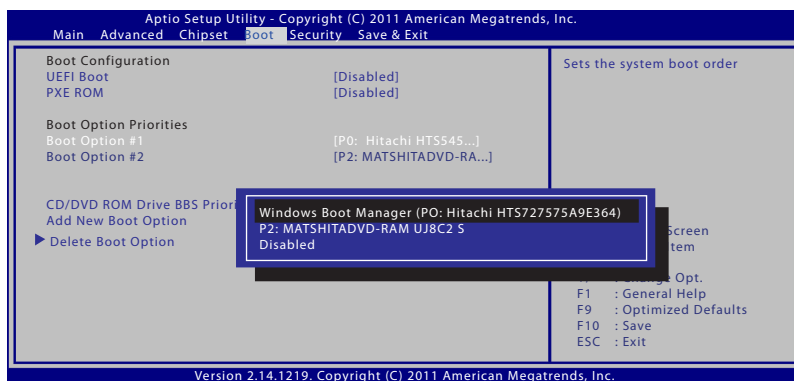 Aptio Setup Utility - Copyright (C) 2011 American Megatrends, Inc.
Main Advanced Chipset Boot Security Save & Exit
Boot Configuration
UEFI Boot [Disabled]
PXE ROM [Disabled]
Boot Option Priorities
Boot Option #1 [P0: Hitachi HTS545...]
Boot Option #2 [P2: MATSHITADVD-RA...]
CD/DVD ROM Drive BBS Priori
Add New Boot Option
Delete Boot Option
Windows Boot Manager (PO: Hitachi HTS727575A9E364)
P2: MATSHITADVD-RAM UJ8C2 S
Disabled
Sets the system boot order
Screen
Opt.
F1 : General Help
F9 : Optimized Defaults
F10 : Save
ESC : Exit
Version 2.14.1219. Copyright (C) 2011 American Megatrends, Inc.